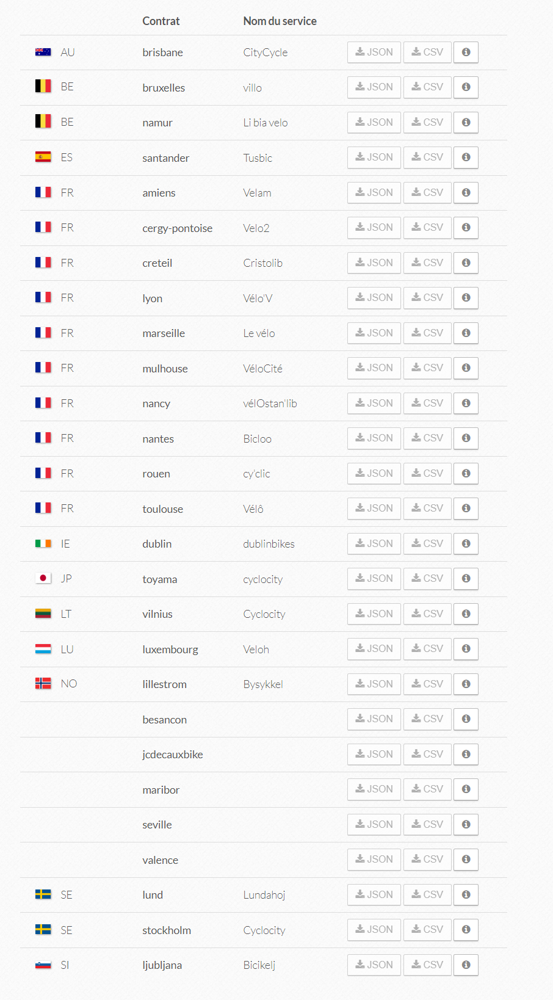 Contrat Nom du service
AU brisbane CityCycle JSON CSV
BE bruxelles villo JSON CSV
BE namur Li bia velo JSON CSV
ES santander Tusbic JSON CSV
FR amiens Velam JSON CSV
FR cergy-pontoise Velo2 JSON CSV
FR creteil Cristolib JSON CSV
FR lyon Vélo'V JSON CSV
FR marseille Le vélo JSON CSV
FR mulhouse VéloCité JSON CSV
FR nancy vélOstan'lib JSON CSV
FR nantes Bicloo JSON CSV
FR rouen cy'clic JSON CSV
FR toulouse Vélô JSON CSV
IE dublin dublinbikes JSON CSV
JP toyama cyclocity JSON CSV
LT vilnius Cyclocity JSON CSV
LU luxembourg Veloh JSON CSV
NO lillestrom Bysykkel JSON CSV
besancon JSON CSV
jcdecauxbike JSON CSV
maribor JSON CSV
seville JSON CSV
valence JSON CSV
SE lund Lundahoj JSON CSV
SE stockholm Cyclocity JSON CSV
SI ljubljana Bicikelj JSON CSV